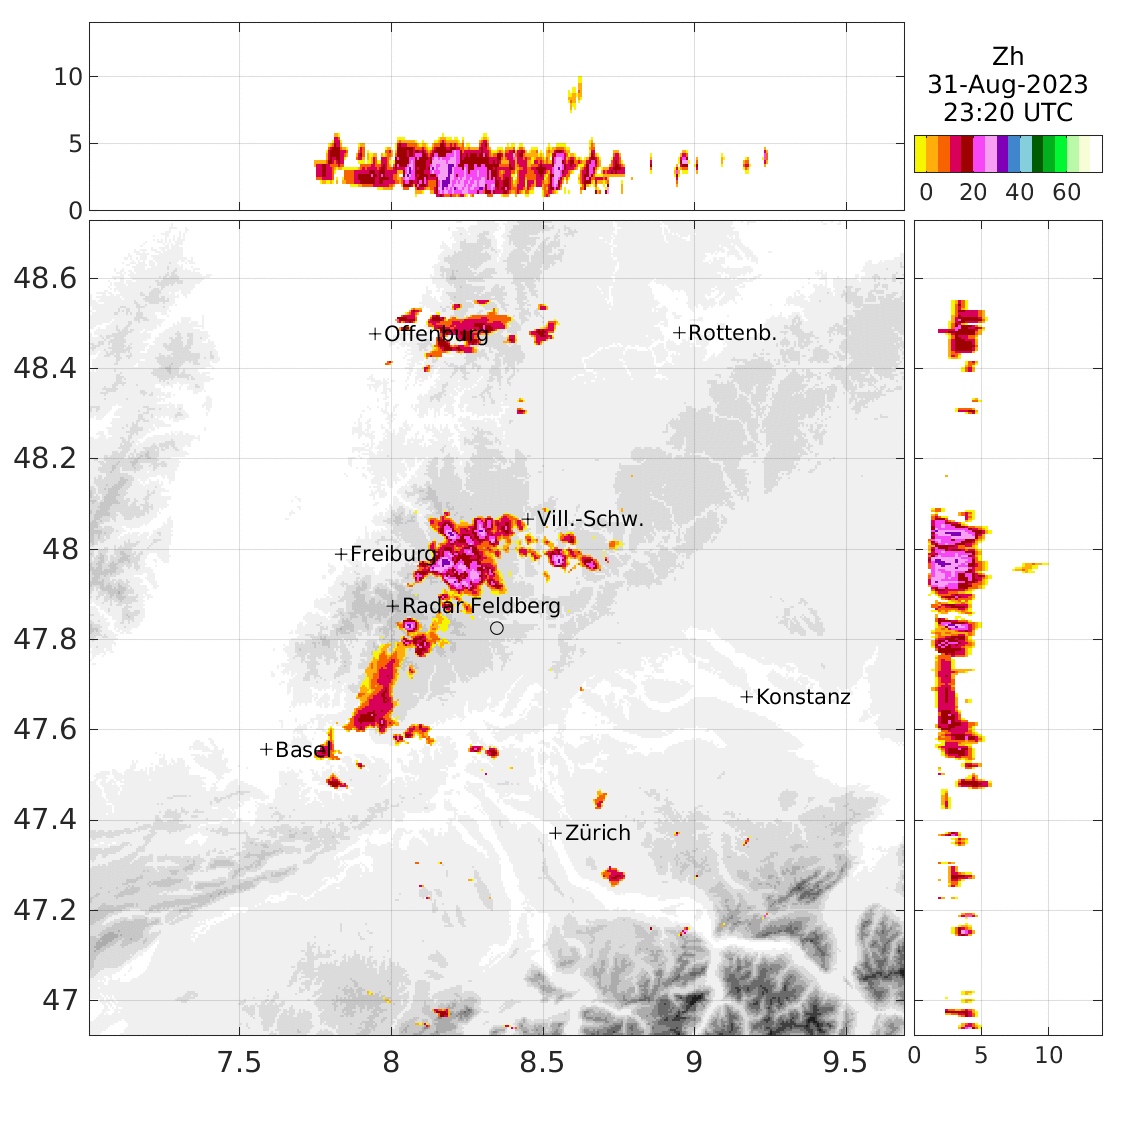 Zh
31-Aug-2023
23:20 UTC
0 20 40 60
10
5
0
48.6
48.4
48.2
48
47.8
47.6
47.4
47.2
47
+Offenburg
+Rottenb.
+Vill.-Schw.
+Freiburg
+Radar Feldberg
+Konstanz
+Basel
+Zürich
7.5 8 8.5 9 9.5
0 5 10